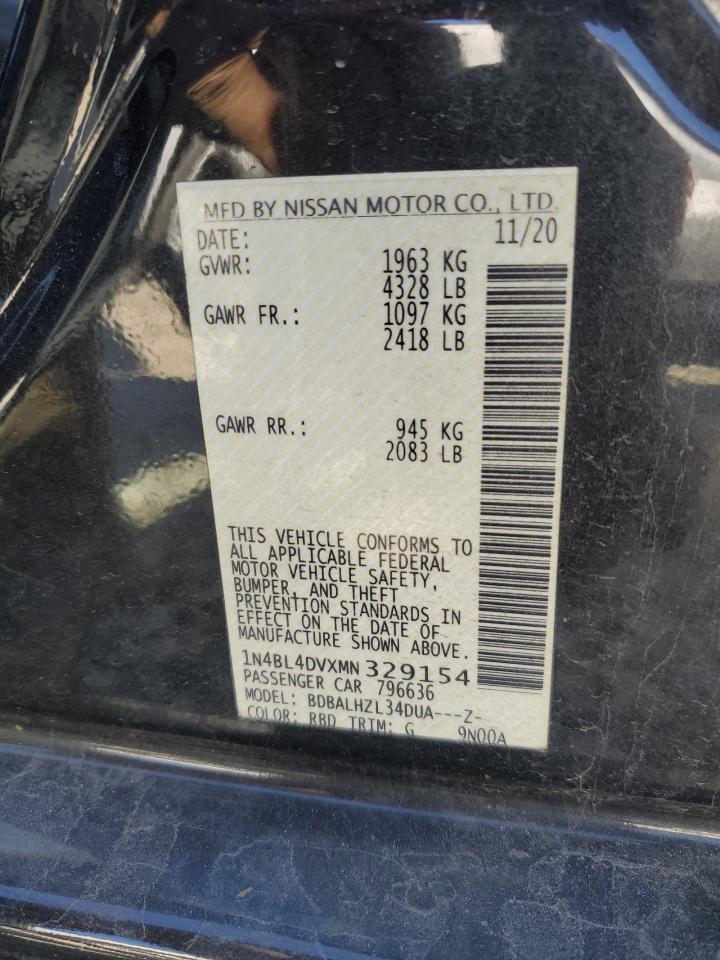 MFD BY NISSAN MOTOR CO., LTD.
DATE: 11/20
GVWR: 1963 KG
4328 LB
GAWR FR.: 1097 KG
2418 LB
GAWR RR.: 945 KG
2083 LB
THIS VEHICLE CONFORMS TO
ALL APPLICABLE FEDERAL
MOTOR VEHICLE SAFETY,
BUMPER, AND THEFT
PREVENTION STANDARDS IN
EFFECT ON THE DATE OF
MANUFACTURE SHOWN ABOVE.
1N4BL4DVXMN 329154
PASSENGER CAR 796636
MODEL: BDBALHZL34DUA---Z-
COLOR: RBD TRIM: G 9N00A